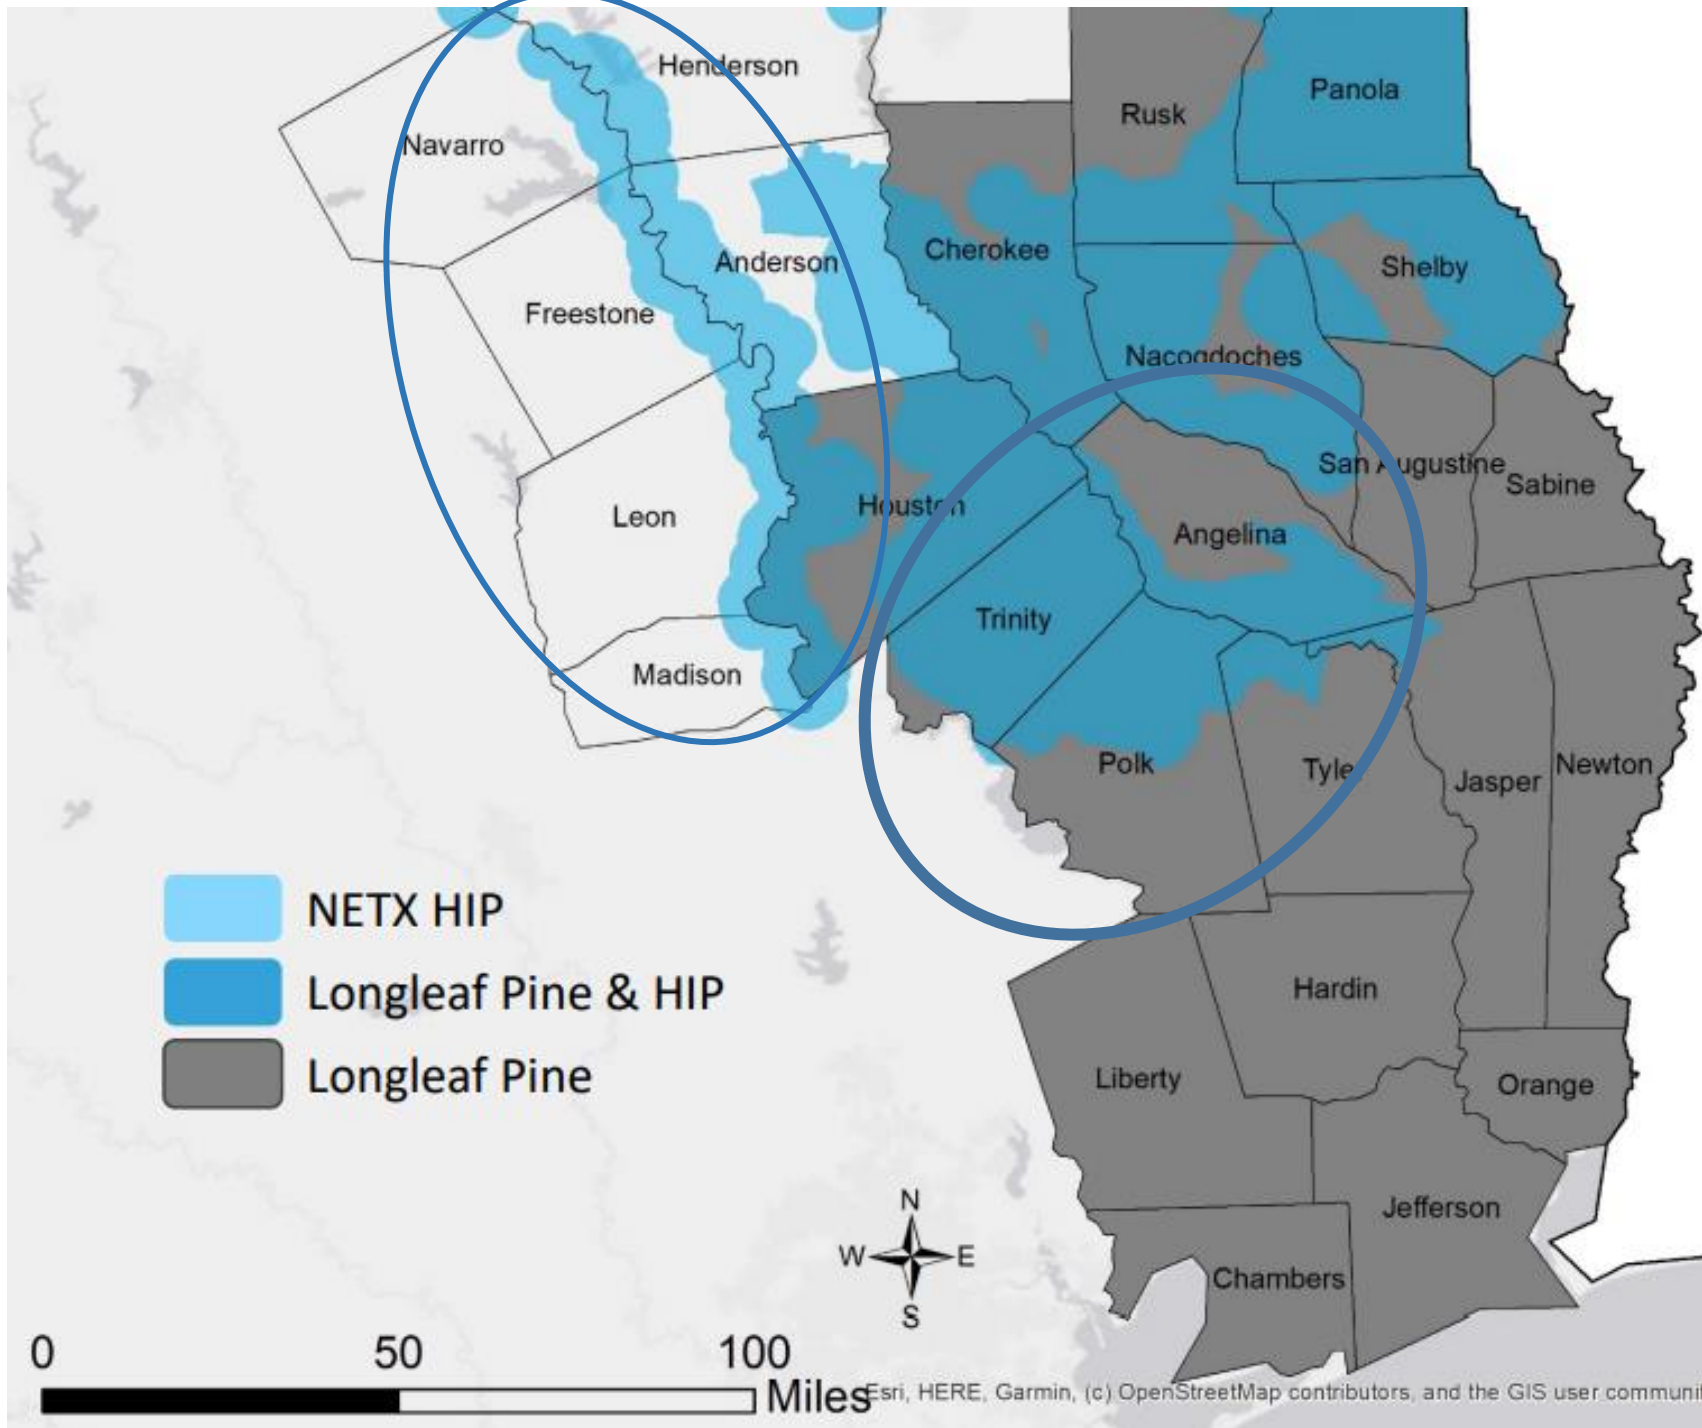 Henderson
Panola
Rusk
Navarro
Cherokee
Anderson
Shelby
Freestone
Nacogdoches
San Augustine
Sabine
Houston
Leon
Angelina
Trinity
Madison
Polk
Tyler
Jasper
Newton
NETX HIP
Longleaf Pine & HIP
Longleaf Pine
Hardin
Liberty
Orange
Jefferson
Chambers
N
W E
S
0 50 100
Miles
Esri, HERE, Garmin, (c) OpenStreetMap contributors, and the GIS user communi